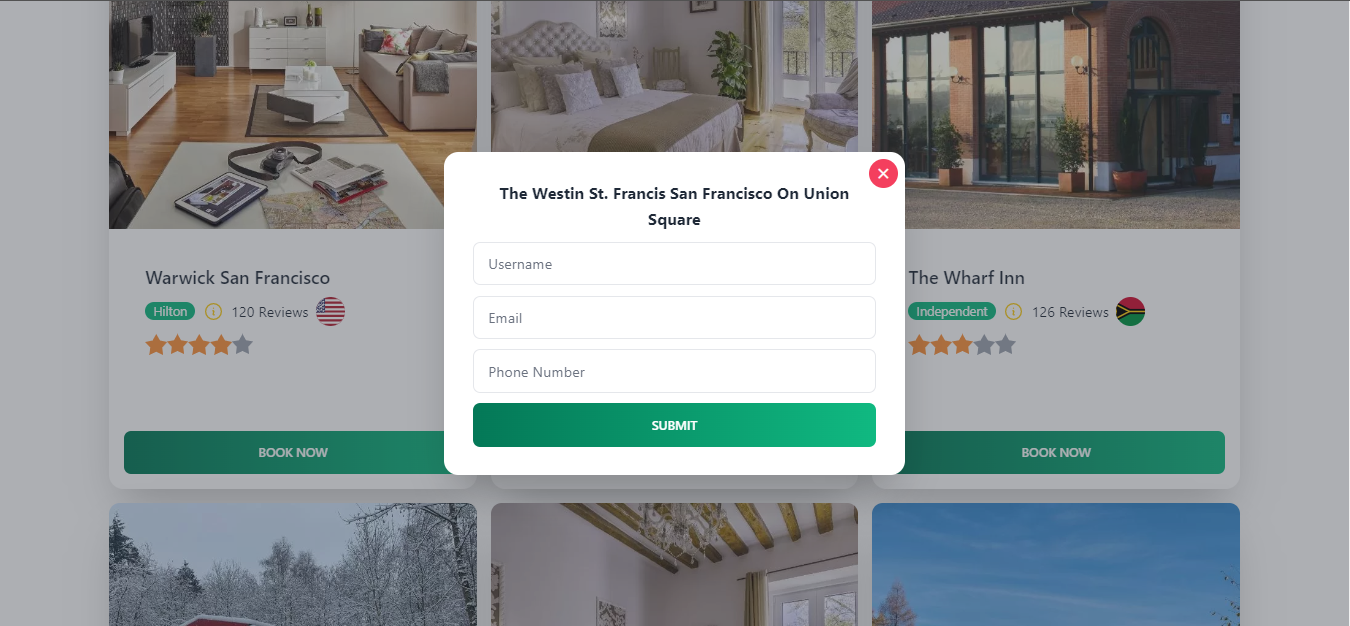 The Westin St. Francis San Francisco On Union
Square
Username
Email
Phone Number
SUBMIT
Warwick San Francisco
Hilton
120 Reviews
BOOK NOW
The Wharf Inn
Independent
126 Reviews
BOOK NOW